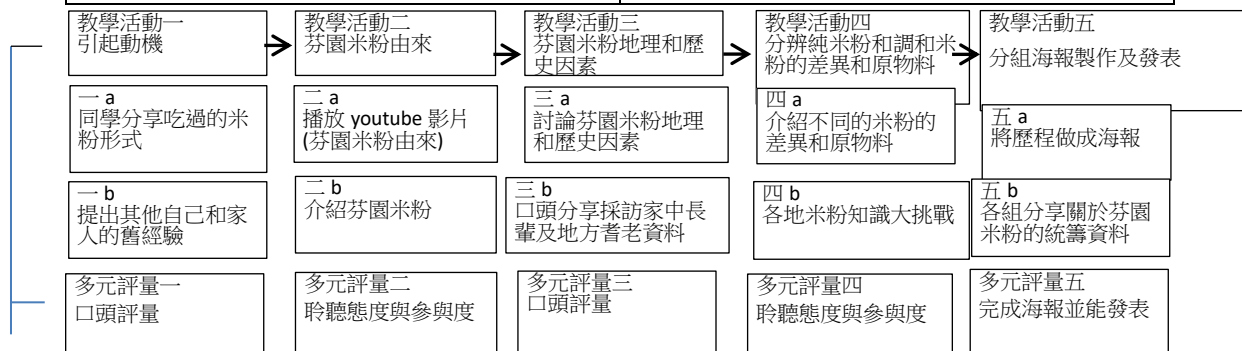 教學活動一
引起動機
教學活動二
芬園米粉由來
教學活動三
芬園米粉地理和歷
史因素
教學活動四
分辨純米粉和調和米
粉的差異和原物料
教學活動五
分組海報製作及發表
一 a
同學分享吃過的米
粉形式
二 a
播放 youtube 影片
(芬園米粉由來)
三 a
討論芬園米粉地理
和歷史因素
四 a
介紹不同的米粉的
差異和原物料
五 a
將歷程做成海報
一 b
提出其他自己和家
人的舊經驗
二 b
介紹芬園米粉
三 b
口頭分享採訪家中長
輩及地方耆老資料
四 b
各地米粉知識大挑戰
五 b
各組分享關於芬園
米粉的統籌資料
多元評量一
口頭評量
多元評量二
聆聽態度與參與度
多元評量三
口頭評量
多元評量四
聆聽態度與參與度
多元評量五
完成海報並能發表